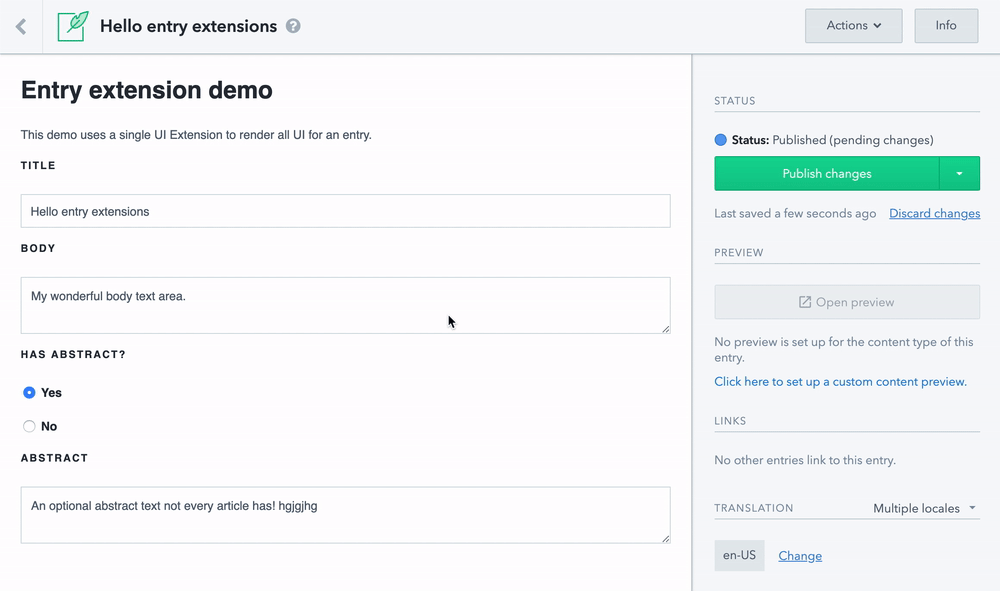 Hello entry extensions ?
Actions
Info
Entry extension demo
This demo uses a single UI Extension to render all UI for an entry.
TITLE
Hello entry extensions
BODY
My wonderful body text area.
HAS ABSTRACT?
Yes
No
ABSTRACT
An optional abstract text not every article has! hgjgjhg
STATUS
Status: Published (pending changes)
Publish changes
Last saved a few seconds ago Discard changes
PREVIEW
Open preview
No preview is set up for the content type of this
entry.
Click here to set up a custom content preview.
LINKS
No other entries link to this entry.
TRANSLATION Multiple locales
en-US Change